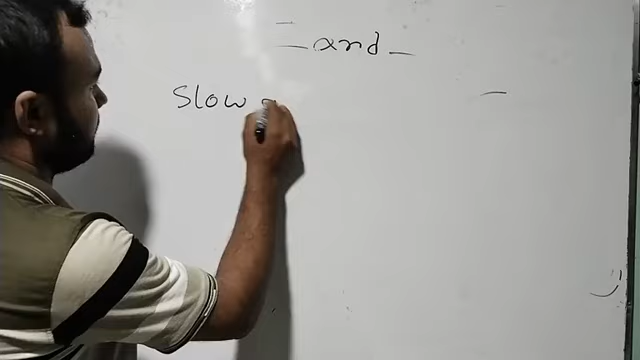 — and —
Slow